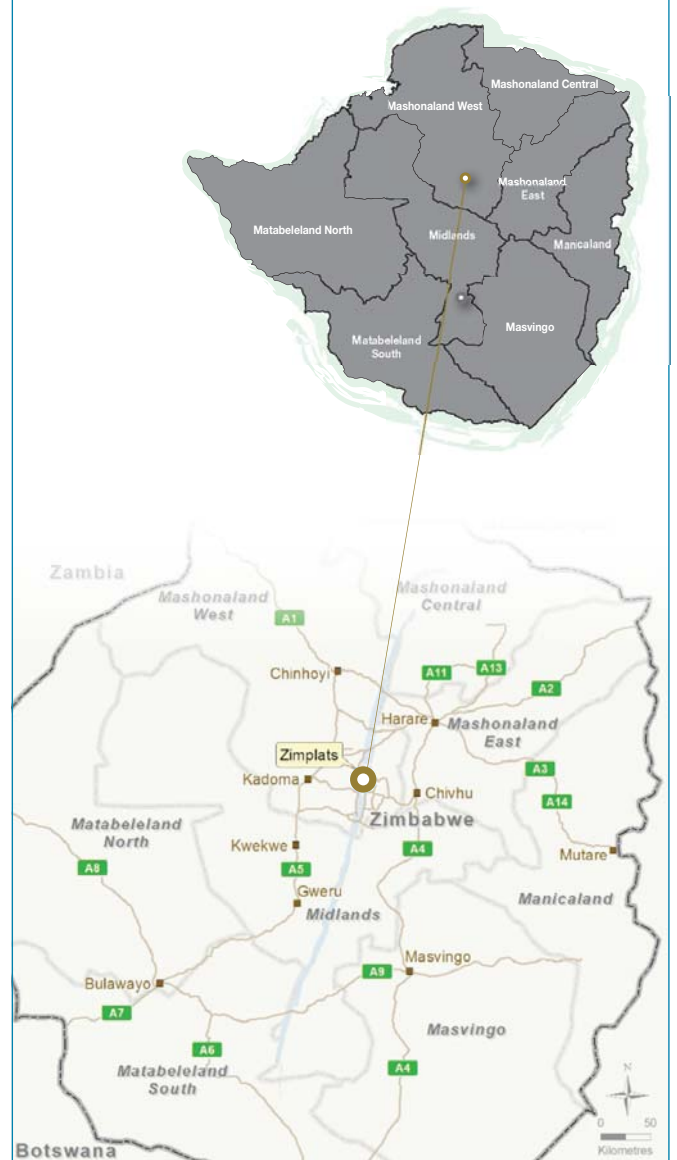 Mashonaland Central
Mashonaland West
Mashonaland
East
Matabeleland North
Midlands
Manicaland
Masvingo
Matabeleland
South
Zambia
Mashonaland
West
Mashonaland
Central
A1
Chinhoyi
A11
A13
A2
Harare
Mashonaland
East
Zimplats
Kadoma
A3
Chivhu
A14
Zimbabwe
Matabeleland
North
Kwekwe
A4
Mutare
A8
A5
Gweru
Manicaland
Midlands
Masvingo
Bulawayo
A9
A7
Masvingo
A6
Matabeleland
South
A4
N
0 50
Kilometres
Botswana